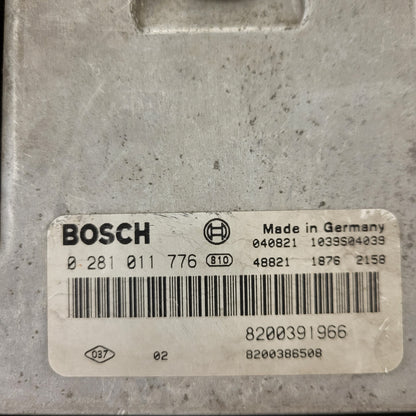 BOSCH Made in Germany
040821 1039S04039
0 281 011 776 B10 48821 1876 2158
8200391966
037 02 8200386508